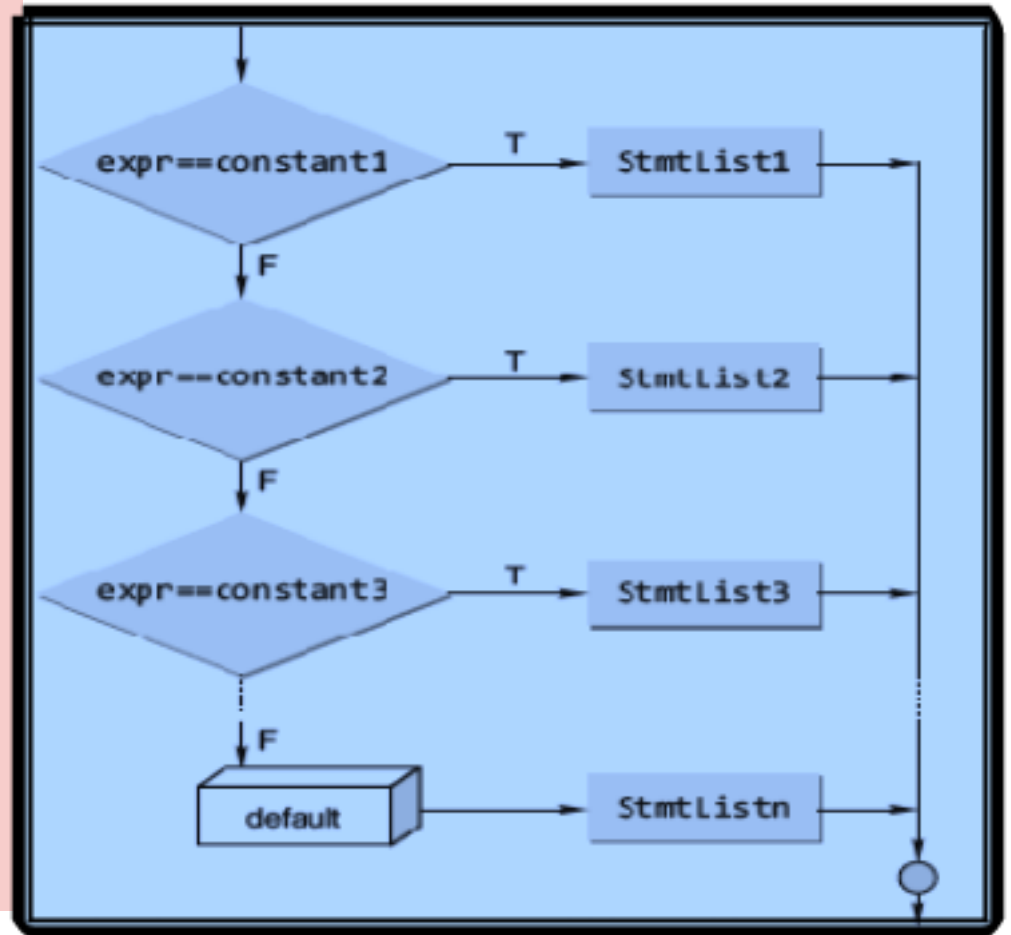 expr==constant1
T
StmtList1
F
expr==constant2
T
StmtList2
F
expr==constant3
T
StmtList3
F
default
StmtListn